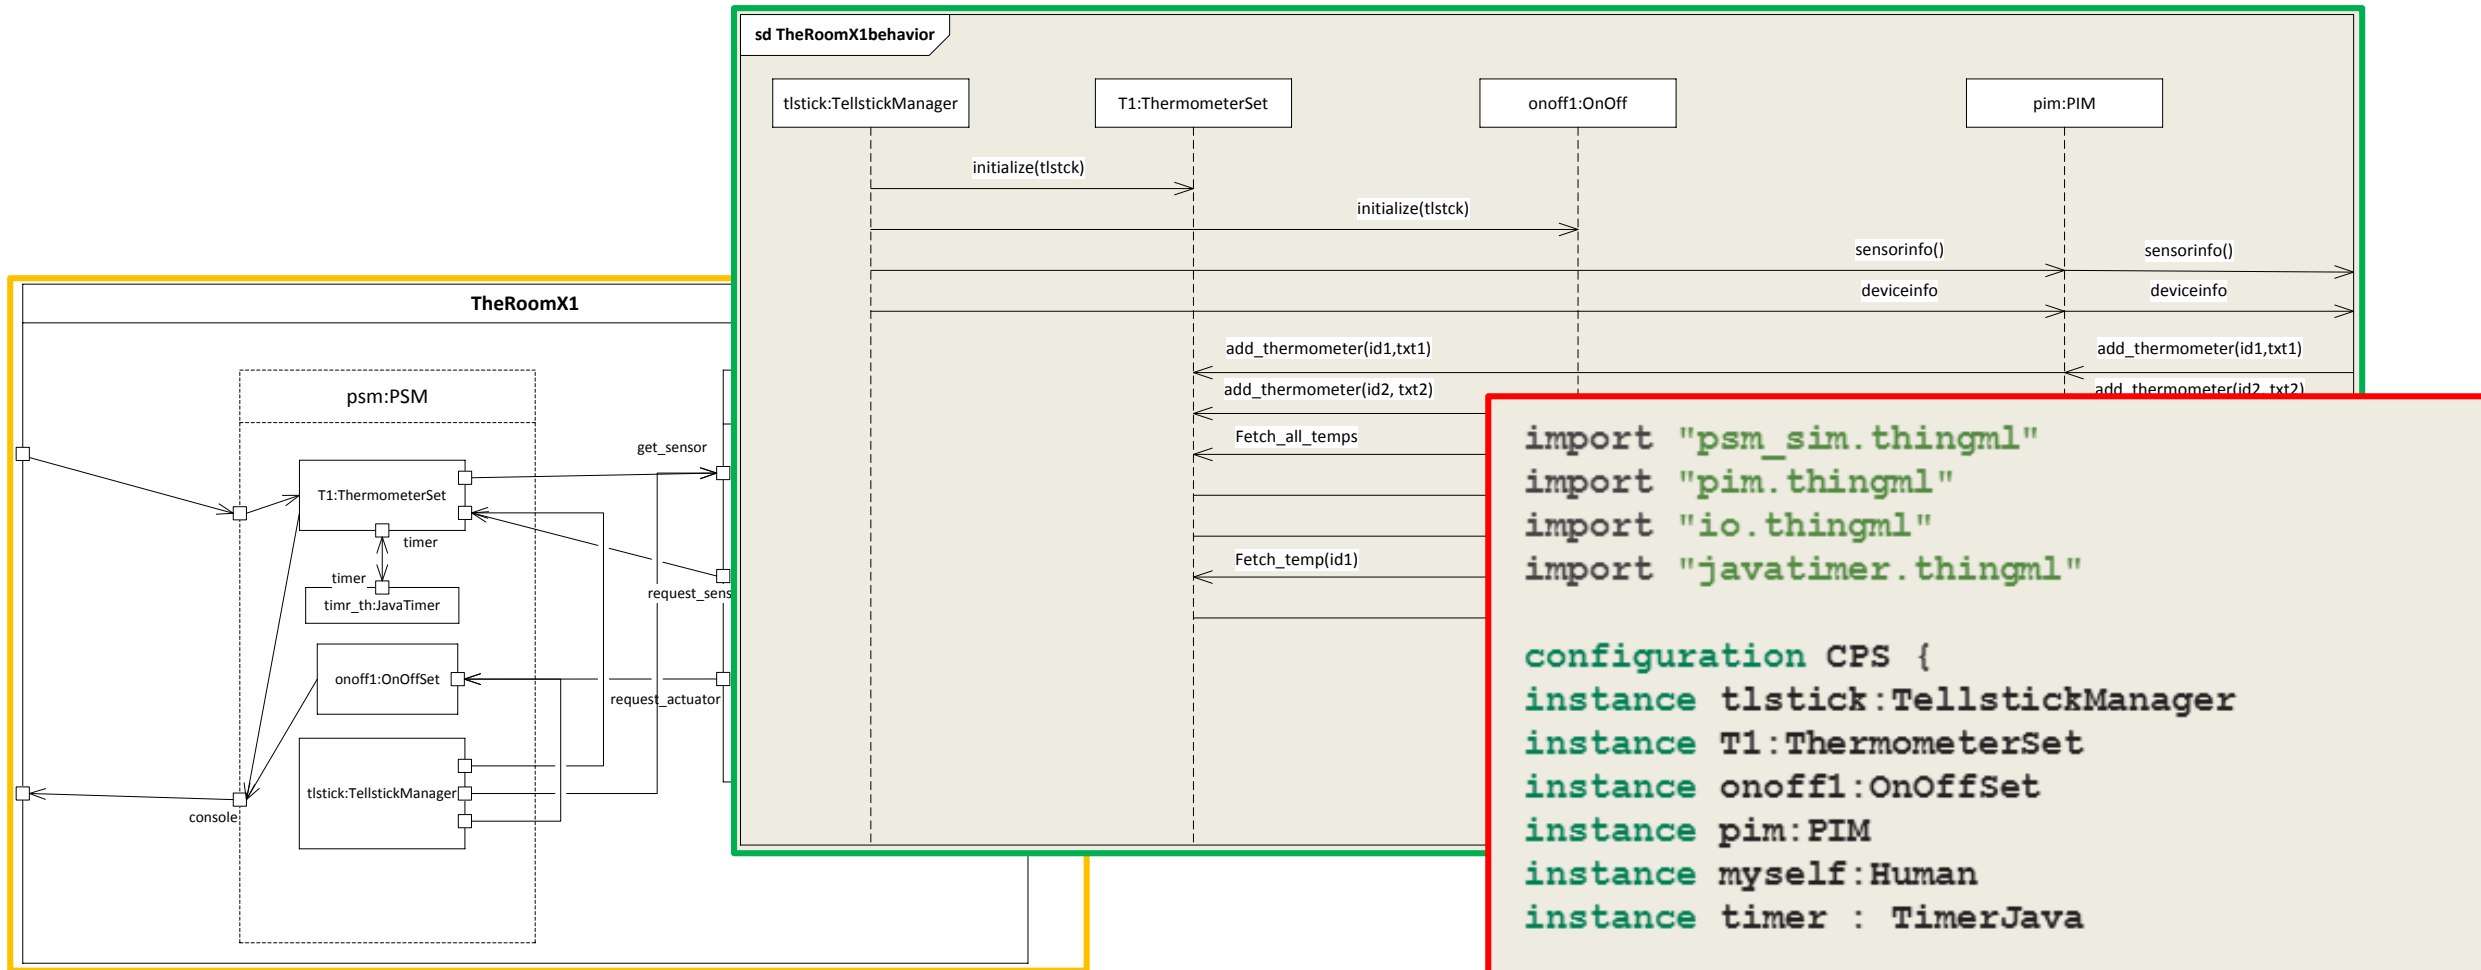 TheRoomX1
psm:PSM
get_sensor
T1:ThermometerSet
timer
timer
timr_th:JavaTimer
request_sens
onoff1:OnOffSet
request_actuator
tlstick:TellstickManager
console
sd TheRoomX1behavior
tlstick:TellstickManager
T1:ThermometerSet
onoff1:OnOff
pim:PIM
initialize(tlstck)
initialize(tlstck)
sensorinfo()
sensorinfo()
deviceinfo
deviceinfo
add_thermometer(id1,txt1)
add_thermometer(id1,txt1)
add_thermometer(id2, txt2)
add_thermometer(id2, txt2)
Fetch_all_temps
Fetch_temp(id1)
import "psm_sim.thingml"
import "pim.thingml"
import "io.thingml"
import "javatimer.thingml"
configuration CPS {
instance tlstick:TellstickManager
instance T1:ThermometerSet
instance onoff1:OnOffSet
instance pim:PIM
instance myself:Human
instance timer : TimerJava